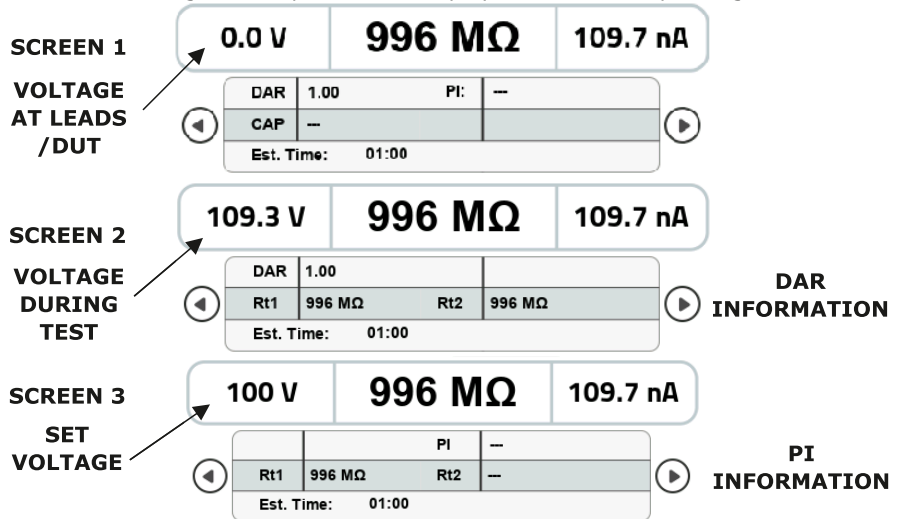 SCREEN 1
VOLTAGE
AT LEADS
/DUT
0.0 V 996 MΩ 109.7 nA
DAR 1.00 PI: ---
CAP ---
Est. Time: 01:00
SCREEN 2
VOLTAGE
DURING
TEST
109.3 V 996 MΩ 109.7 nA
DAR 1.00
Rt1 996 MΩ Rt2 996 MΩ
Est. Time: 01:00
DAR
INFORMATION
SCREEN 3
SET
VOLTAGE
100 V 996 MΩ 109.7 nA
PI ---
Rt1 996 MΩ Rt2 ---
Est. Time: 01:00
PI
INFORMATION